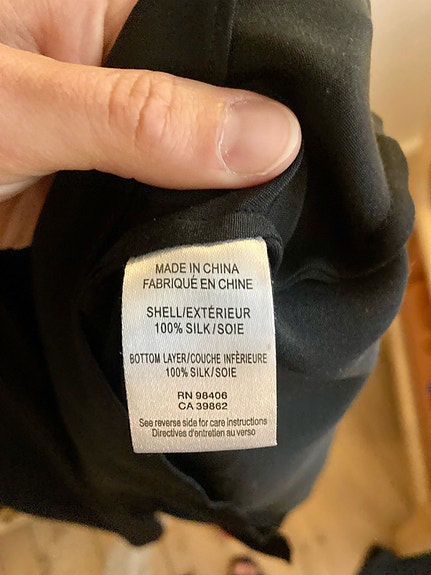 MADE IN CHINA
FABRIQUÉ EN CHINE
SHELL/EXTÉRIEUR
100% SILK/SOIE
BOTTOM LAYER/COUCHE INFÈRIEURE
100% SILK/SOIE
RN 98406
CA 39862
See reverse side for care instructions
Directives d'entretien au verso